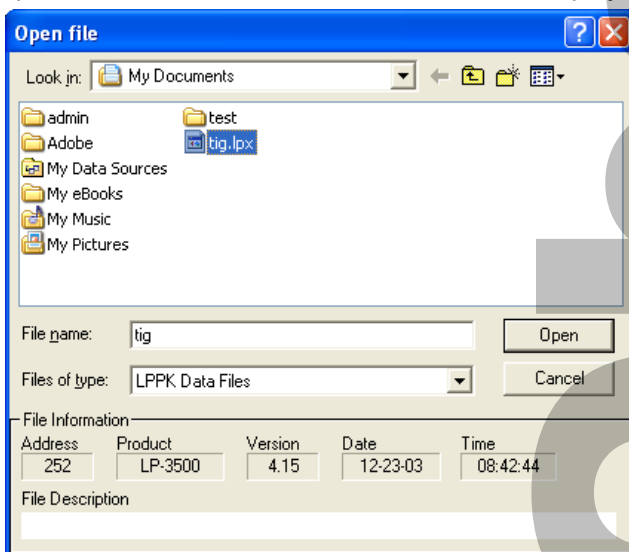 Open file
Look in: My Documents
admin test
Adobe tig.lpx
My Data Sources
My eBooks
My Music
My Pictures
File name: tig Open
Files of type: LPPK Data Files Cancel
File Information
Address Product Version Date Time
252 LP-3500 4.15 12-23-03 08:42:44
File Description